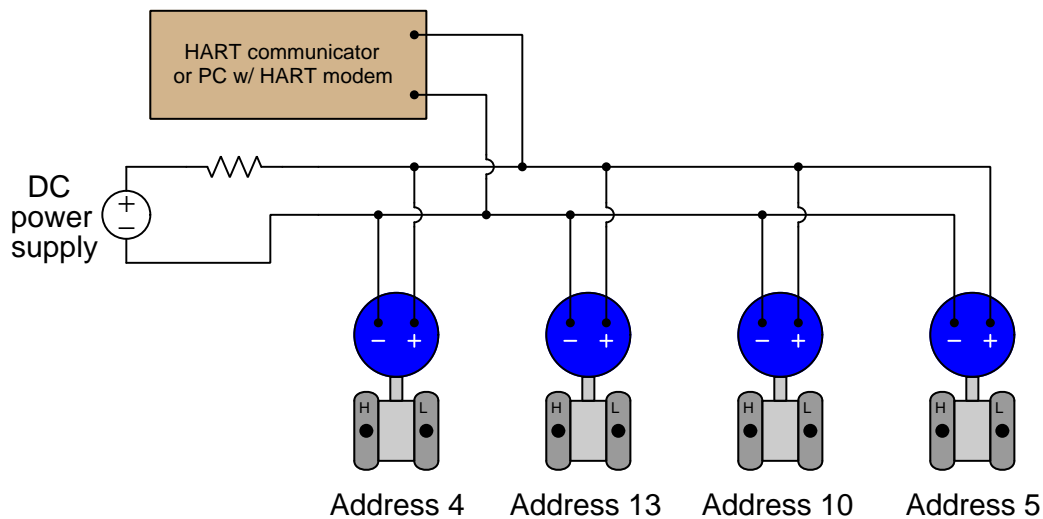 HART communicator
or PC w/ HART modem
DC
power
supply
+
−
− +
− +
− +
− +
H L
H L
H L
H L
Address 4
Address 13
Address 10
Address 5